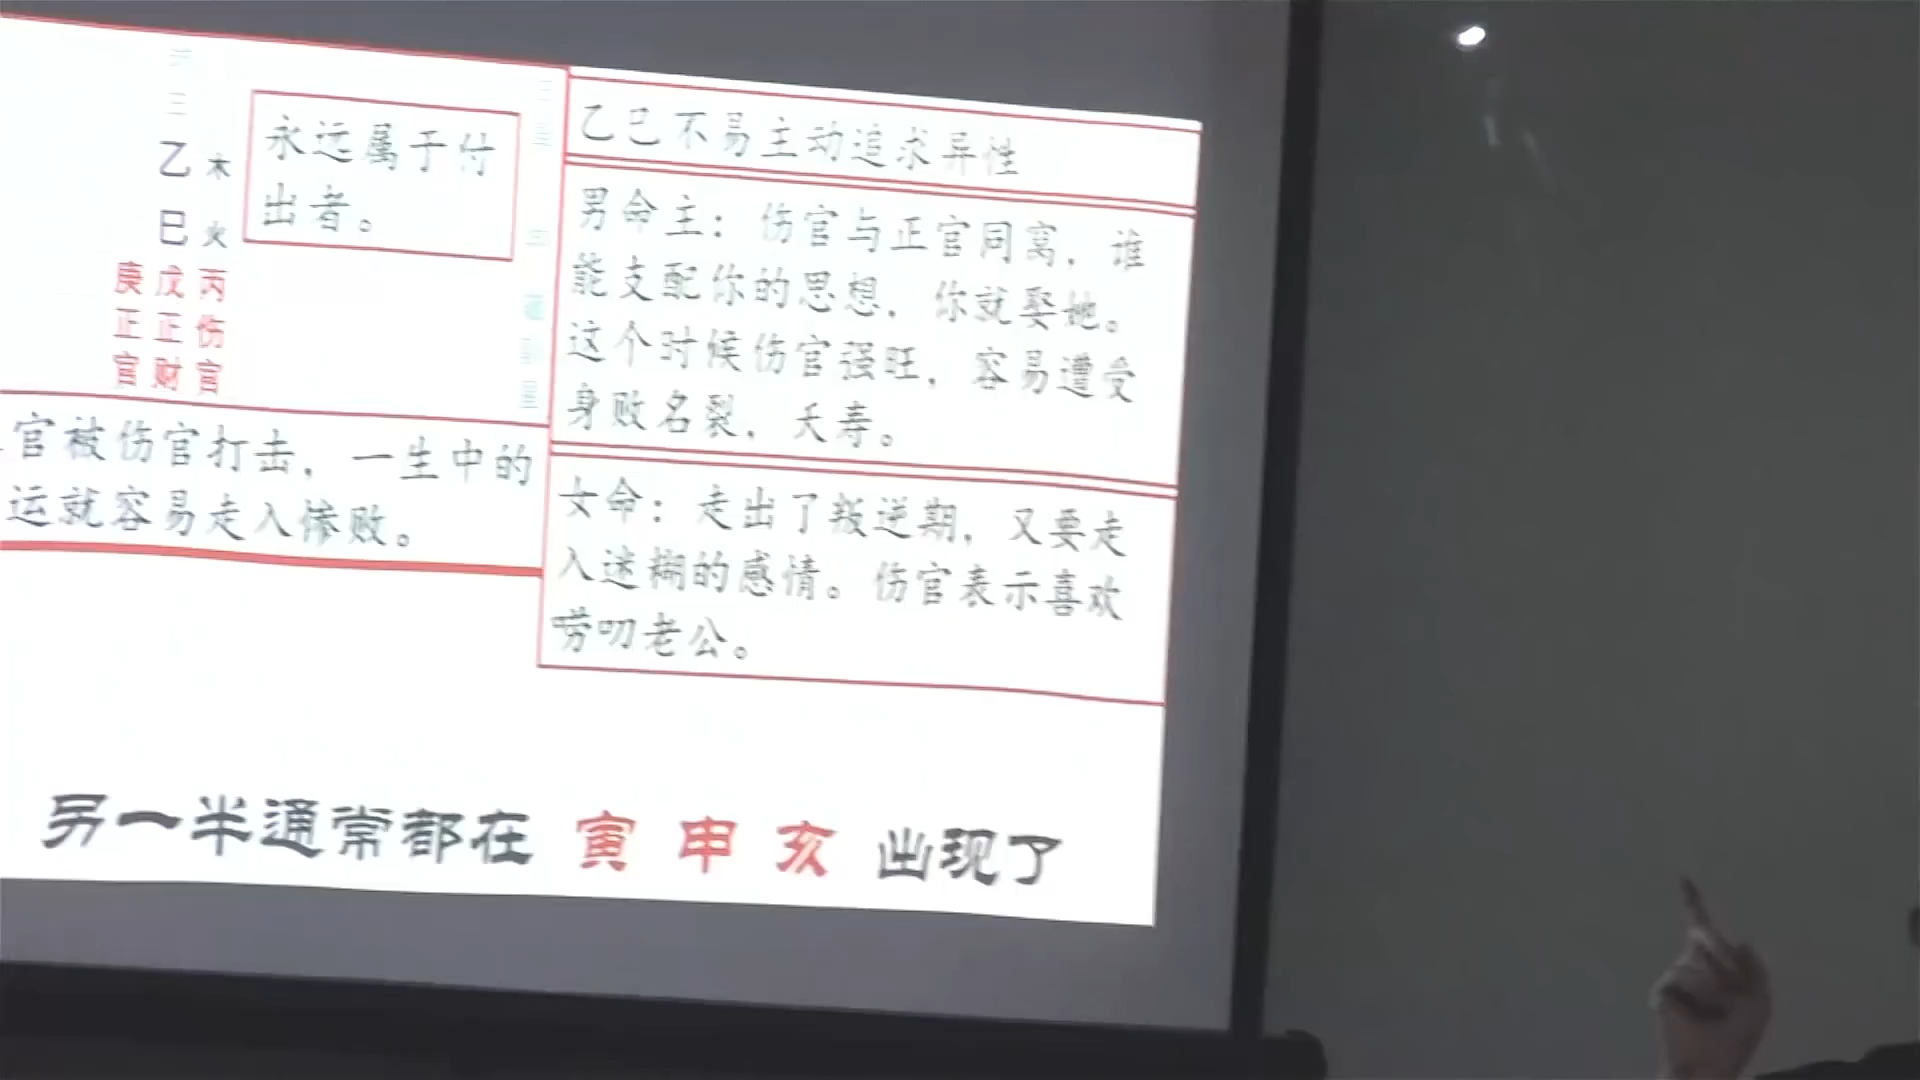 乙木
巳火
庚戊丙
正正伤
官财官
永远属于付
出者。
官被伤官打击，一生中的
运就容易走入惨败。
乙巳不易主动追求异性
男命主：伤官与正官同窝，谁
能支配你的思想，你就娶她。
这个时候伤官强旺，容易遭受
身败名裂，夭寿。
女命：走出了叛逆期，又要走
入迷糊的感情。伤官表示喜欢
唠叨老公。
另一半通常都在 寅 申 亥 出现了